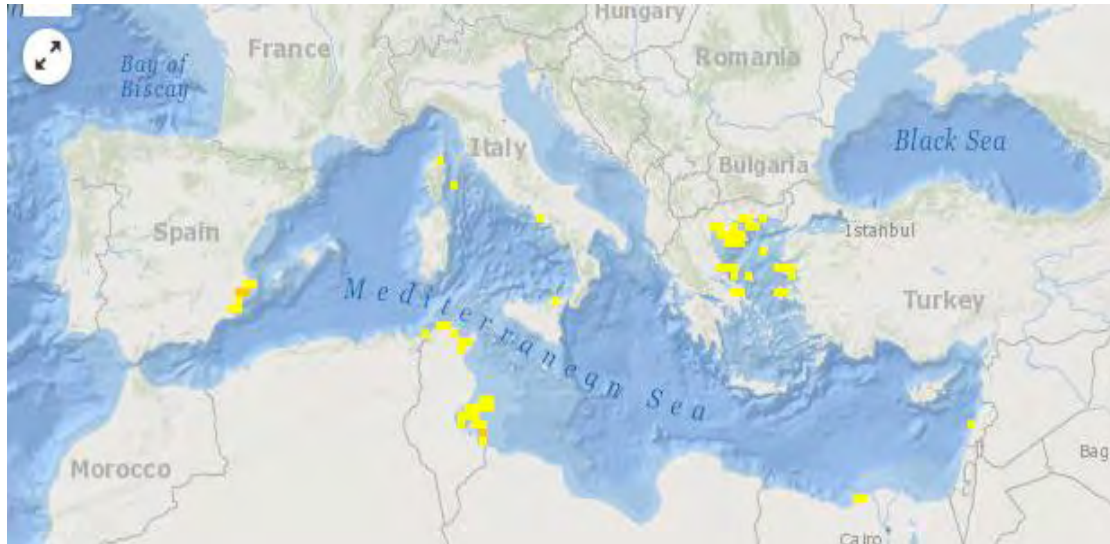 Hungary
France
Romania
Bay of
Biscay
Italy
Black Sea
Bulgaria
Spain
Istanbul
Mediterranean Sea
Turkey
Morocco
Bag
Cairo